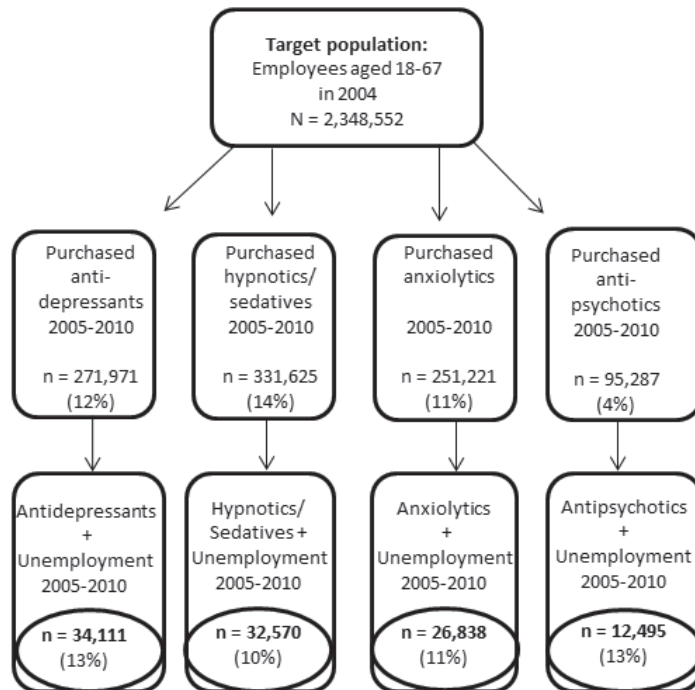 Target population:
Employees aged 18-67
in 2004
N = 2,348,552
Purchased
anti-
depressants
2005-2010
n = 271,971
(12%)
Purchased
hypnotics/
sedatives
2005-2010
n = 331,625
(14%)
Purchased
anxiolytics
2005-2010
n = 251,221
(11%)
Purchased
anti-
psychotics
2005-2010
n = 95,287
(4%)
Antidepressants
+
Unemployment
2005-2010
n = 34,111
(13%)
Hypnotics/
Sedatives +
Unemployment
2005-2010
n = 32,570
(10%)
Anxiolytics
+
Unemployment
2005-2010
n = 26,838
(11%)
Antipsychotics
+
Unemployment
2005-2010
n = 12,495
(13%)